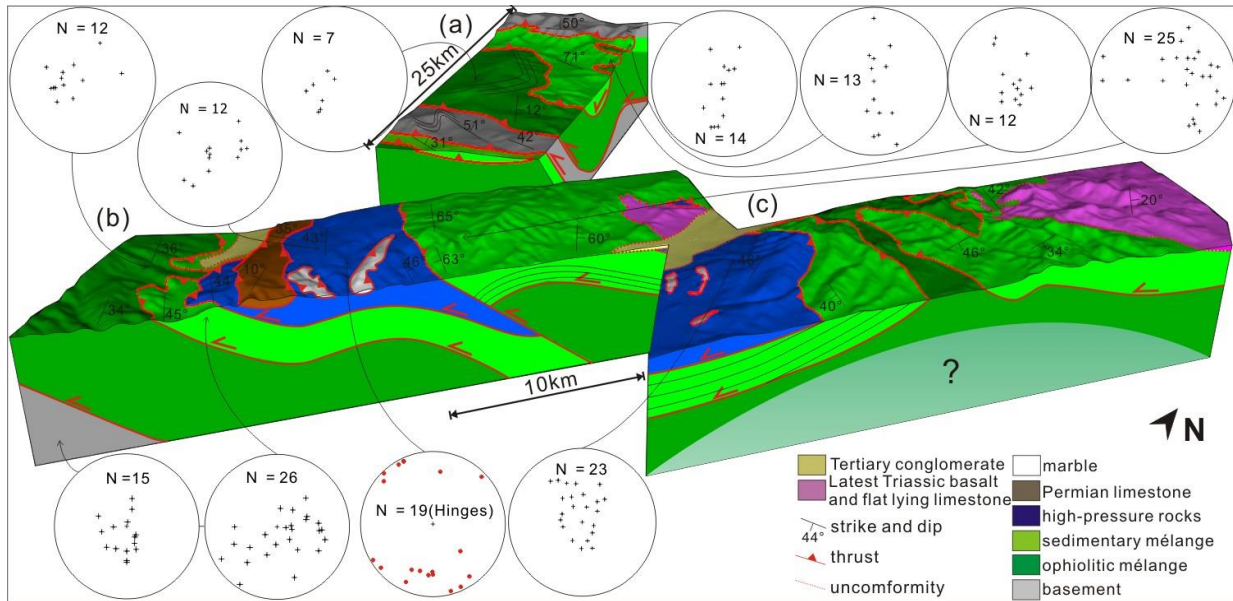 N = 12
N = 7
N = 12
(a)
25km
50°
71°
12°
51°
42°
31°
N = 14
N = 13
N = 12
N = 25
(b)
36°
35°
43°
10°
44°
34°
45°
46°
65°
63°
60°
10km
(c)
42°
20°
46°
34°
46°
40°
?
N
N =15
N = 26
N = 19(Hinges)
N = 23
Tertiary conglomerate
Latest Triassic basalt
and flat lying limestone
44° strike and dip
thrust
uncomformity
marble
Permian limestone
high-pressure rocks
sedimentary mélange
ophiolitic mélange
basement